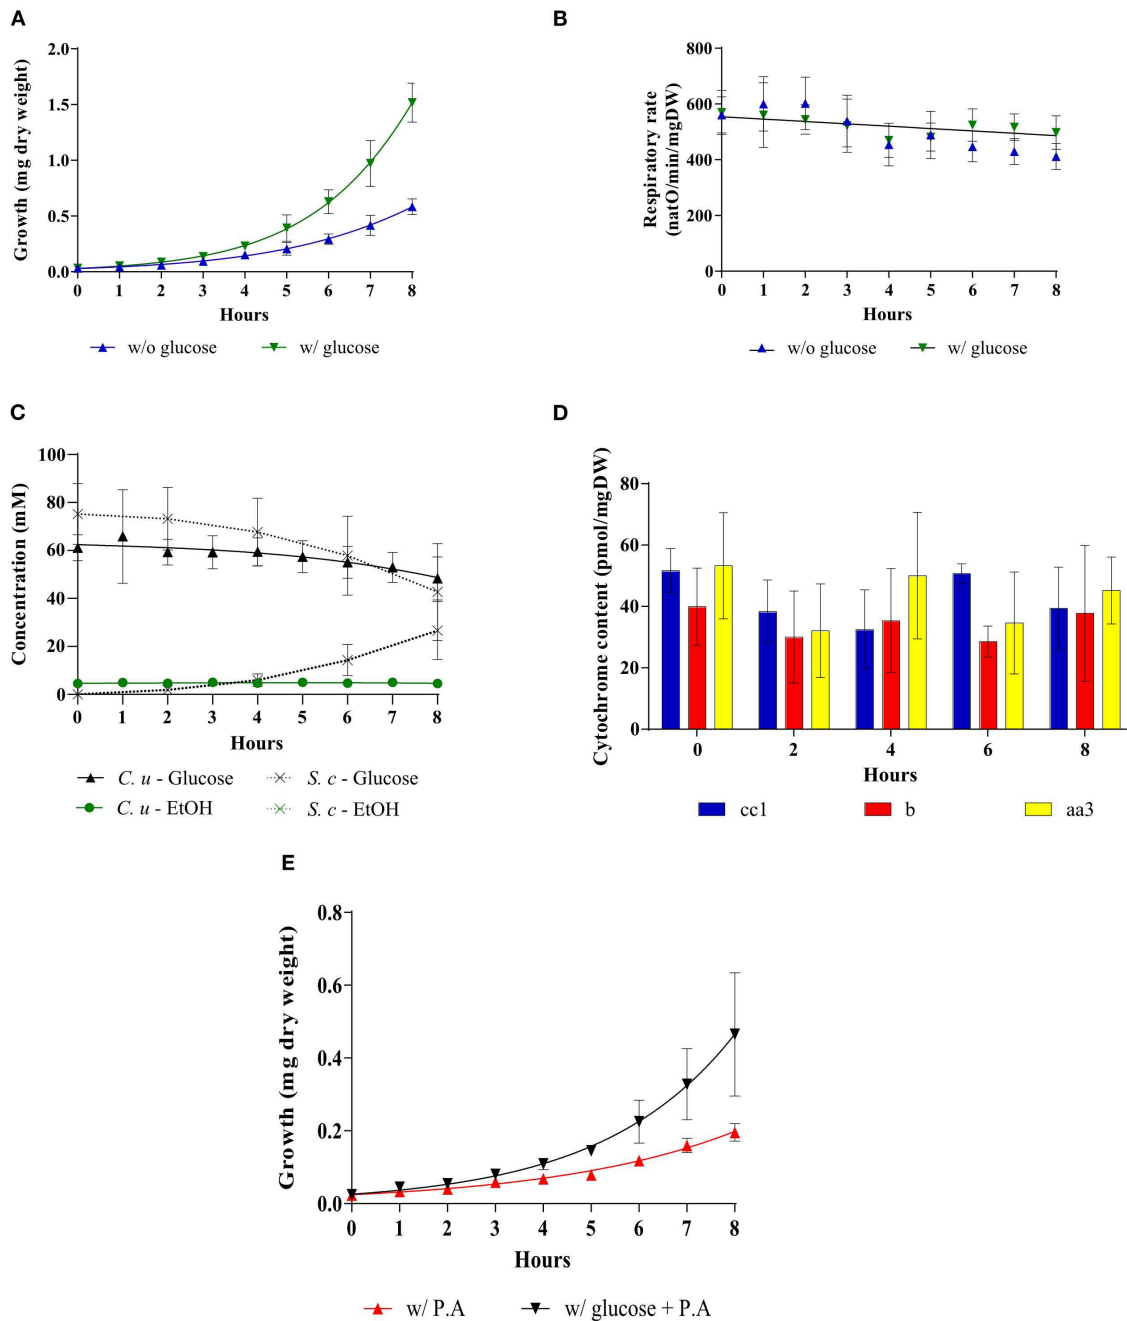 A
Growth (mg dry weight)
2.0
1.5
1.0
0.5
0.0
0 1 2 3 4 5 6 7 8
Hours
w/o glucose w/ glucose
B
Respiratory rate
(natO/min/mgDW)
800
600
400
200
0
0 1 2 3 4 5 6 7 8
Hours
w/o glucose w/ glucose
C
Concentration (mM)
100
80
60
40
20
0
0 1 2 3 4 5 6 7 8
Hours
C. u - Glucose S. c - Glucose
C. u - EtOH S. c - EtOH
D
Cytochrome content (pmol/mgDW)
80
60
40
20
0
0 2 4 6 8
Hours
cc1 b aa3
E
Growth (mg dry weight)
0.8
0.6
0.4
0.2
0.0
0 1 2 3 4 5 6 7 8
Hours
w/ P.A w/ glucose + P.A